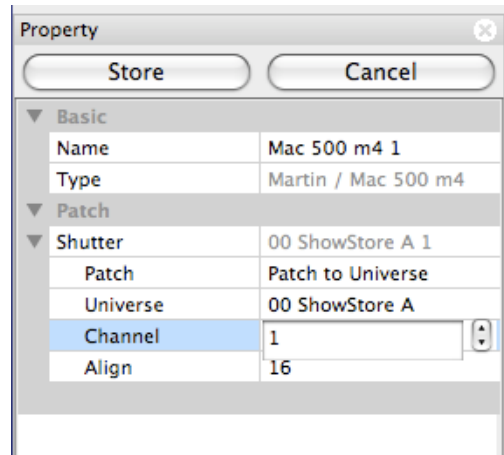 Property
Store Cancel
Basic
Name Mac 500 m4 1
Type Martin / Mac 500 m4
Patch
Shutter 00 ShowStore A 1
Patch Patch to Universe
Universe 00 ShowStore A
Channel 1
Align 16